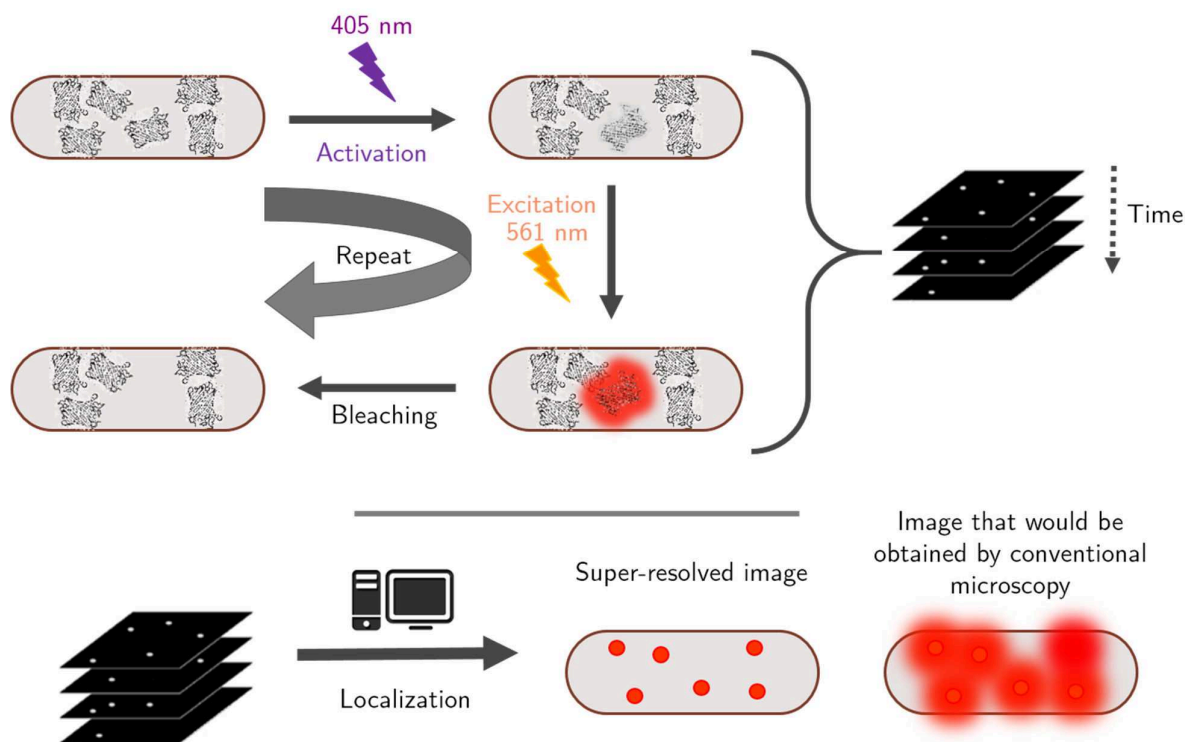 405 nm
Activation
Excitation
561 nm
Repeat
Time
Bleaching
Image that would be
obtained by conventional
microscopy
Super-resolved image
Localization